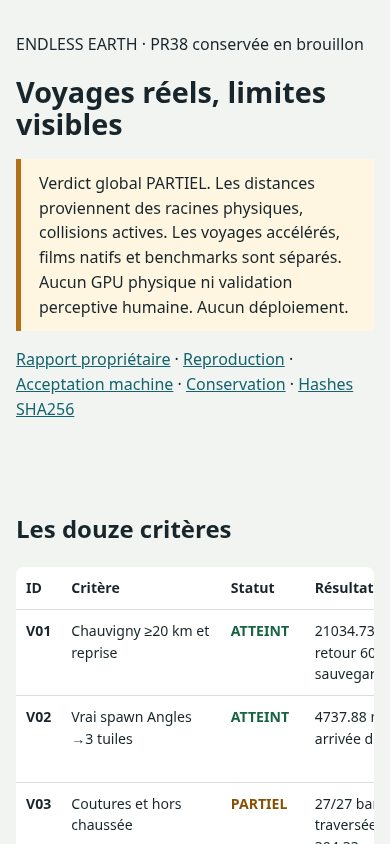 ENDLESS EARTH · PR38 conservée en brouillon
Voyages réels, limites
visibles
Verdict global PARTIEL. Les distances
proviennent des racines physiques,
collisions actives. Les voyages accélérés,
films natifs et benchmarks sont séparés.
Aucun GPU physique ni validation
perceptive humaine. Aucun déploiement.
Rapport propriétaire · Reproduction ·
Acceptation machine · Conservation · Hashes
SHA256
Les douze critères
ID Critère Statut Résultat
V01 Chauvigny ≥20 km et ATTEINT 21034.73
reprise retour 60
sauvegar
V02 Vrai spawn Angles ATTEINT 4737.88
→3 tuiles arrivée d
V03 Coutures et hors PARTIEL 27/27
chaussée traversée